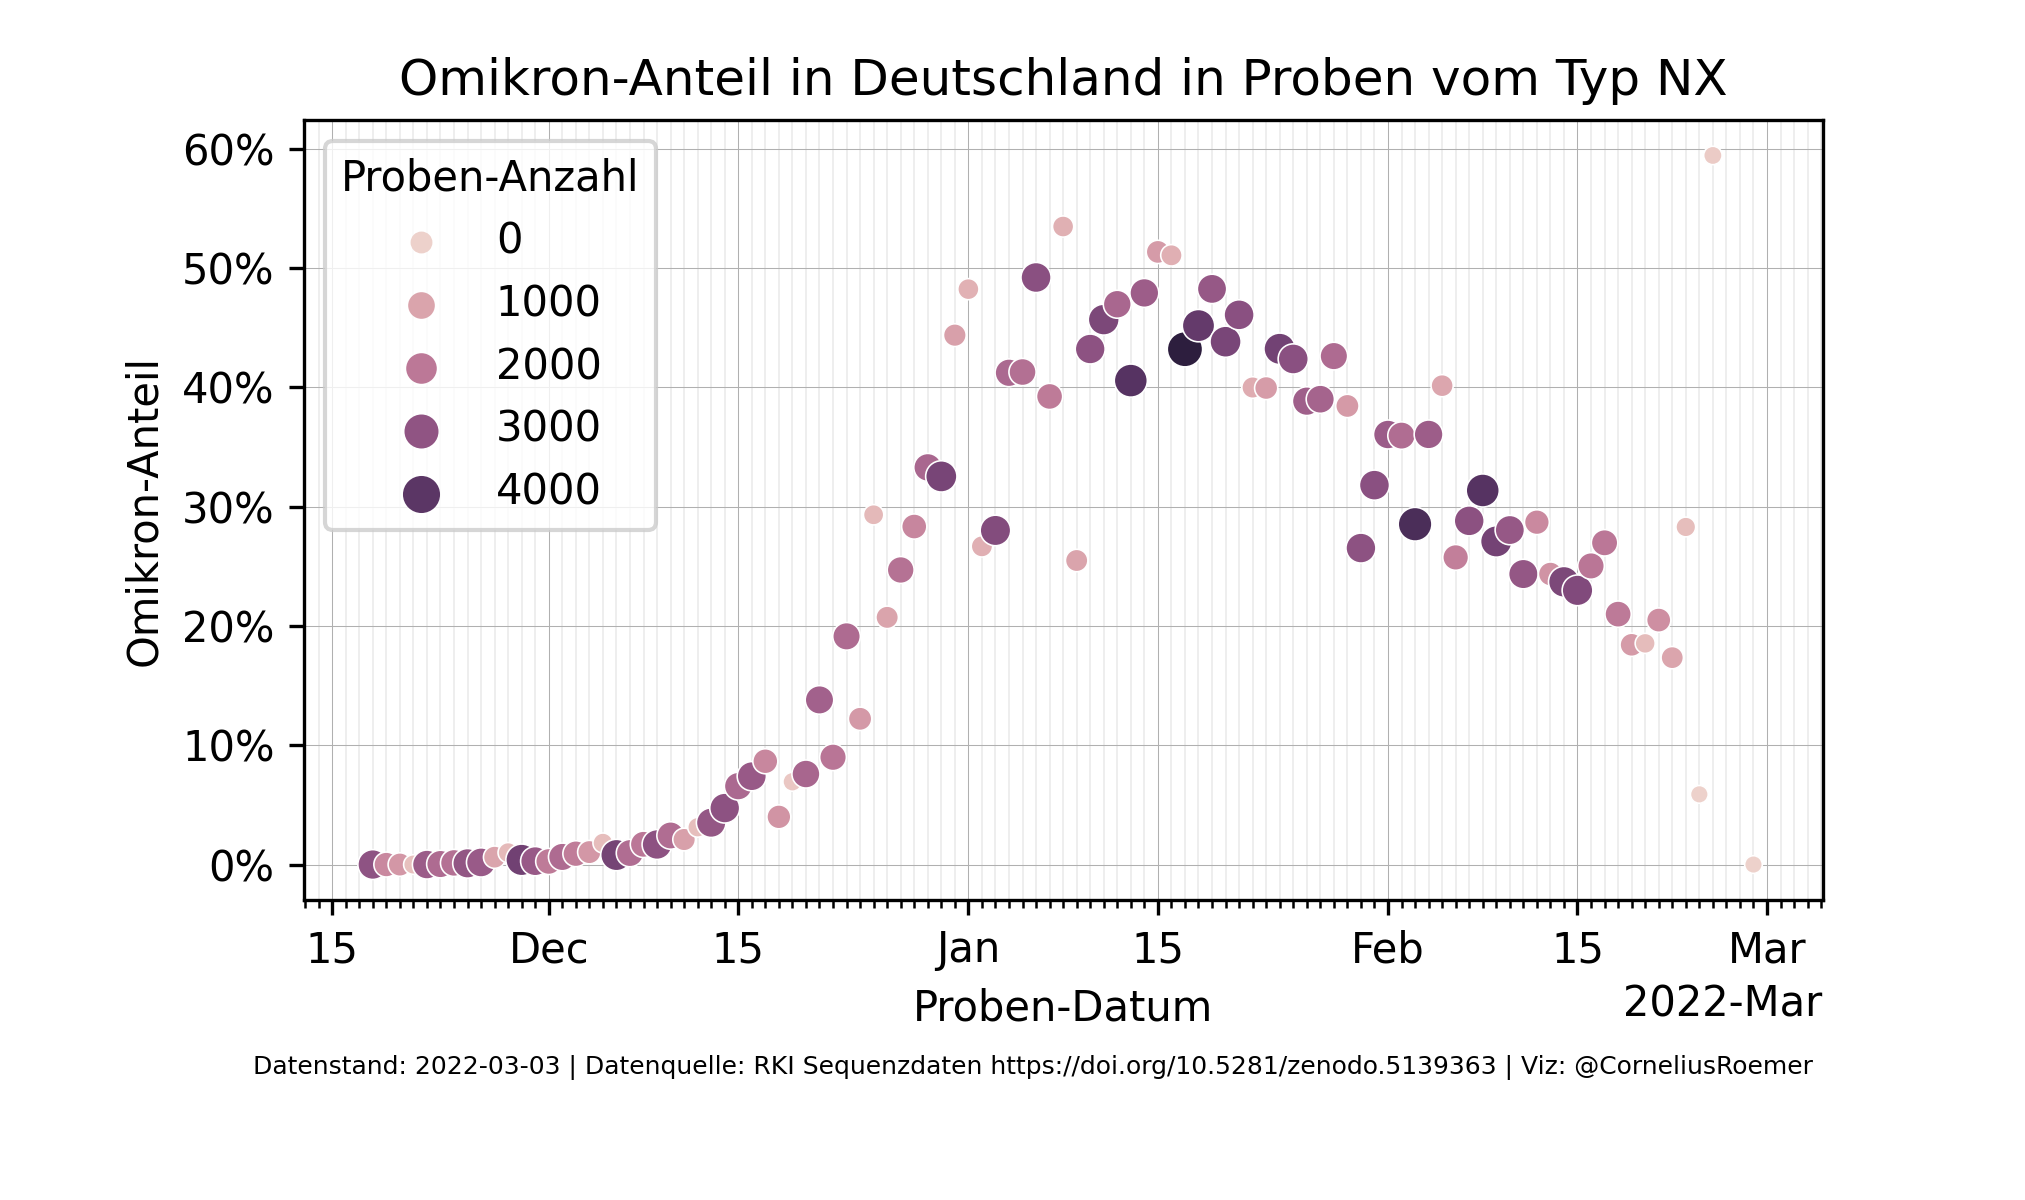 Omikron-Anteil in Deutschland in Proben vom Typ NX
Omikron-Anteil
60%
50%
40%
30%
20%
10%
0%
Proben-Anzahl
0
1000
2000
3000
4000
15 Dec 15 Jan 15 Feb 15 Mar
Proben-Datum
2022-Mar
Datenstand: 2022-03-03 | Datenquelle: RKI Sequenzdaten https://doi.org/10.5281/zenodo.5139363 | Viz: @CorneliusRoemer